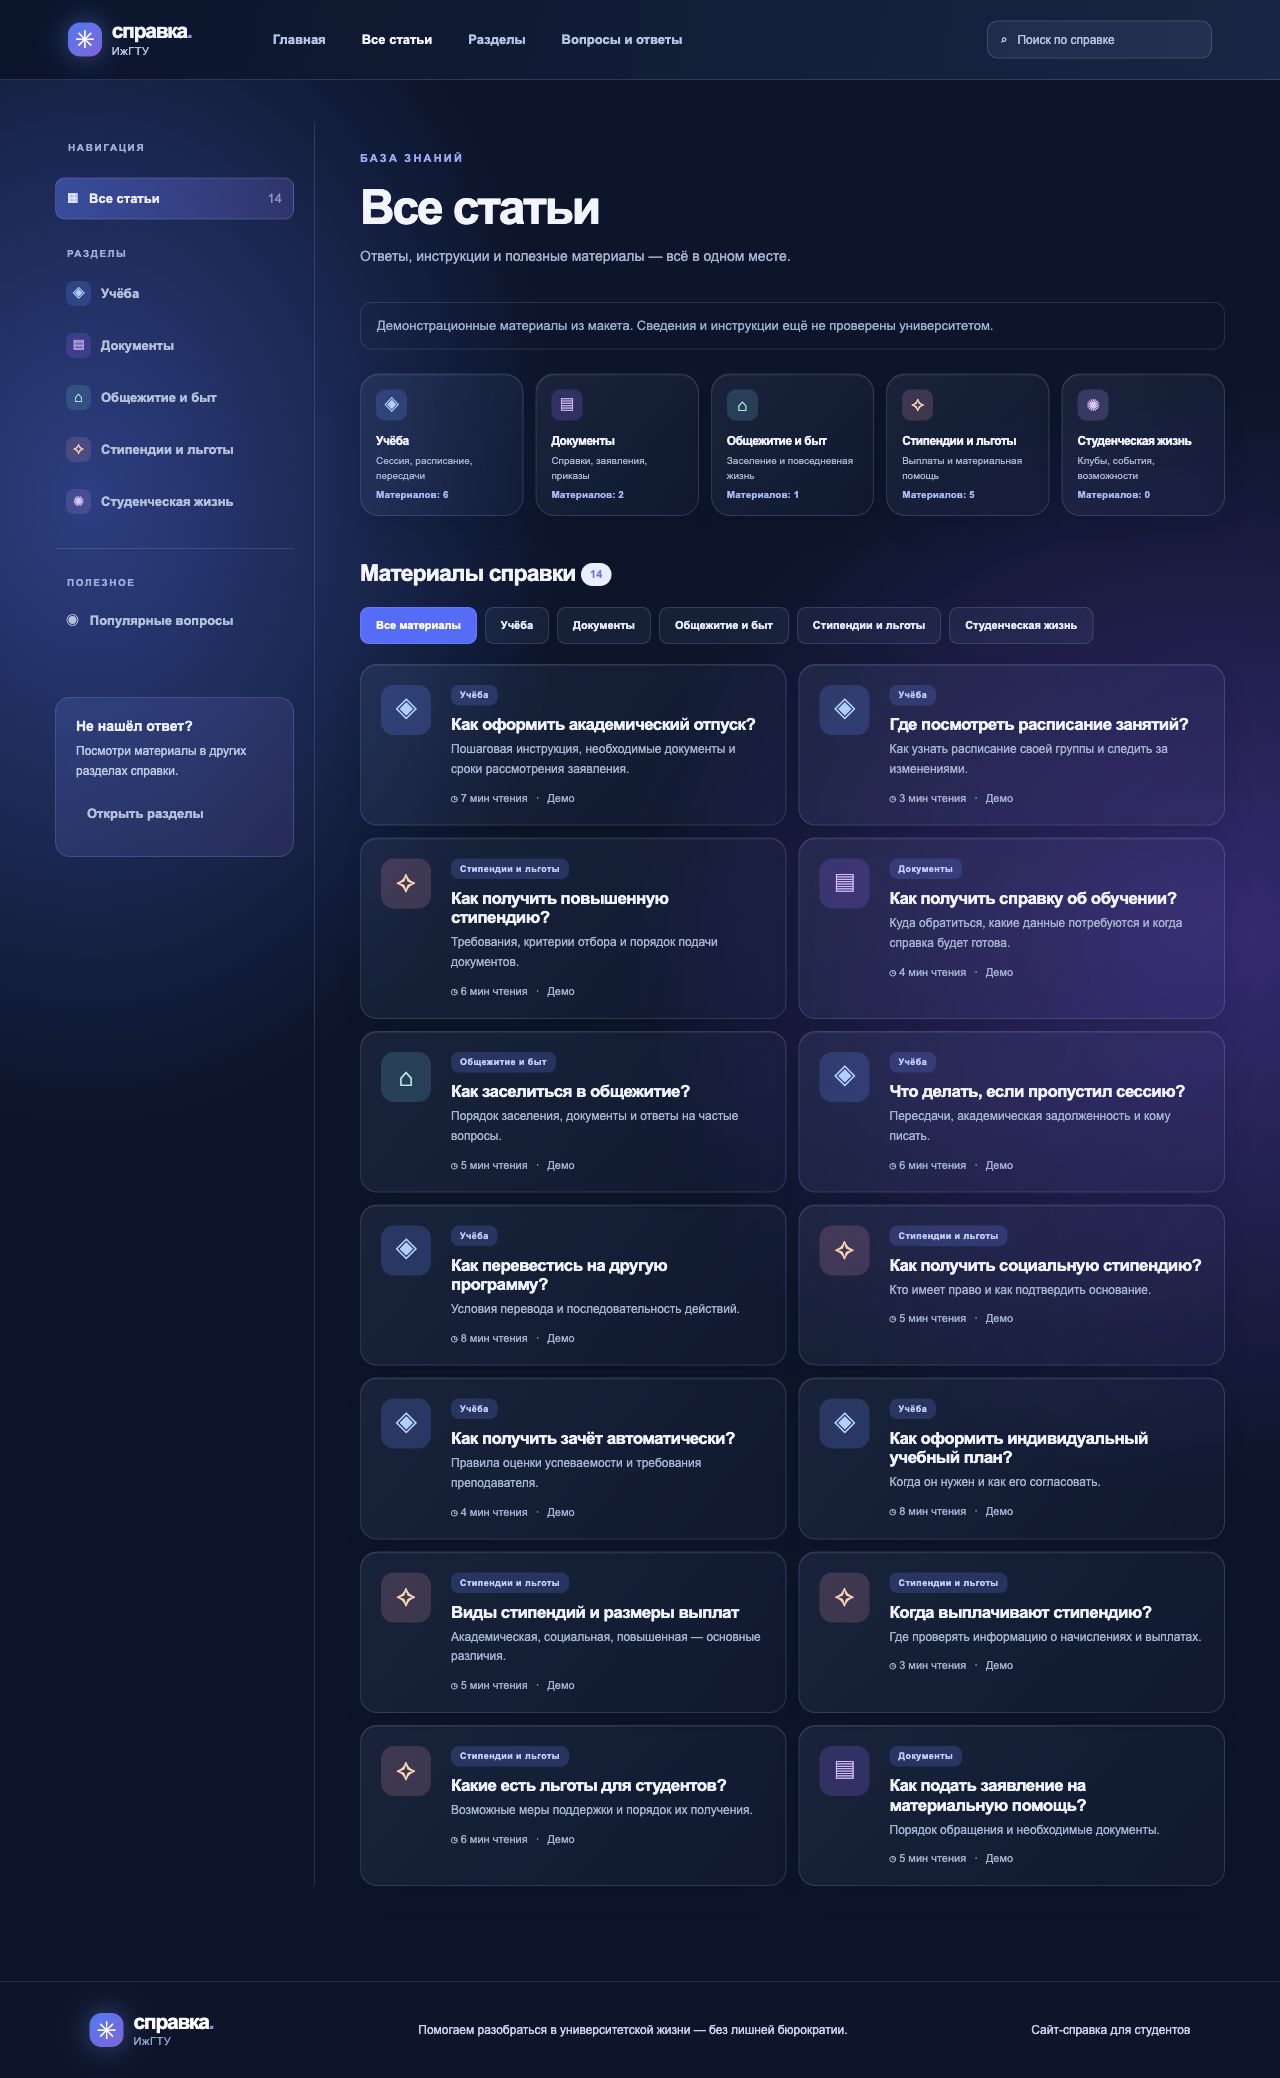 справка.
ИжГТУ
Главная
Все статьи
Разделы
Вопросы и ответы
Поиск по справке
НАВИГАЦИЯ
Все статьи
14
РАЗДЕЛЫ
Учёба
Документы
Общежитие и быт
Стипендии и льготы
Студенческая жизнь
ПОЛЕЗНОЕ
Популярные вопросы
Не нашёл ответ?
Посмотри материалы в других
разделах справки.
Открыть разделы
БАЗА ЗНАНИЙ
Все статьи
Ответы, инструкции и полезные материалы — всё в одном месте.
Демонстрационные материалы из макета. Сведения и инструкции ещё не проверены университетом.
Учёба
Сессия, расписание,
пересдачи
Материалов: 6
Документы
Справки, заявления,
приказы
Материалов: 2
Общежитие и быт
Заселение и повседневная
жизнь
Материалов: 1
Стипендии и льготы
Выплаты и материальная
помощь
Материалов: 5
Студенческая жизнь
Клубы, события,
возможности
Материалов: 0
Материалы справки 14
Все материалы
Учёба
Документы
Общежитие и быт
Стипендии и льготы
Студенческая жизнь
Учёба
Как оформить академический отпуск?
Пошаговая инструкция, необходимые документы и
сроки рассмотрения заявления.
7 мин чтения · Демо
Учёба
Где посмотреть расписание занятий?
Как узнать расписание своей группы и следить за
изменениями.
3 мин чтения · Демо
Стипендии и льготы
Как получить повышенную
стипендию?
Требования, критерии отбора и порядок подачи
документов.
6 мин чтения · Демо
Документы
Как получить справку об обучении?
Куда обратиться, какие данные потребуются и когда
справка будет готова.
4 мин чтения · Демо
Общежитие и быт
Как заселиться в общежитие?
Порядок заселения, документы и ответы на частые
вопросы.
5 мин чтения · Демо
Учёба
Что делать, если пропустил сессию?
Пересдачи, академическая задолженность и кому
писать.
6 мин чтения · Демо
Учёба
Как перевестись на другую
программу?
Условия перевода и последовательность действий.
8 мин чтения · Демо
Стипендии и льготы
Как получить социальную стипендию?
Кто имеет право и как подтвердить основание.
5 мин чтения · Демо
Учёба
Как получить зачёт автоматически?
Правила оценки успеваемости и требования
преподавателя.
4 мин чтения · Демо
Учёба
Как оформить индивидуальный
учебный план?
Когда он нужен и как его согласовать.
8 мин чтения · Демо
Стипендии и льготы
Виды стипендий и размеры выплат
Академическая, социальная, повышенная — основные
различия.
5 мин чтения · Демо
Стипендии и льготы
Когда выплачивают стипендию?
Где проверять информацию о начислениях и выплатах.
3 мин чтения · Демо
Стипендии и льготы
Какие есть льготы для студентов?
Возможные меры поддержки и порядок их получения.
6 мин чтения · Демо
Документы
Как подать заявление на
материальную помощь?
Порядок обращения и необходимые документы.
5 мин чтения · Демо
справка.
ИжГТУ
Помогаем разобраться в университетской жизни — без лишней бюрократии.
Сайт-справка для студентов